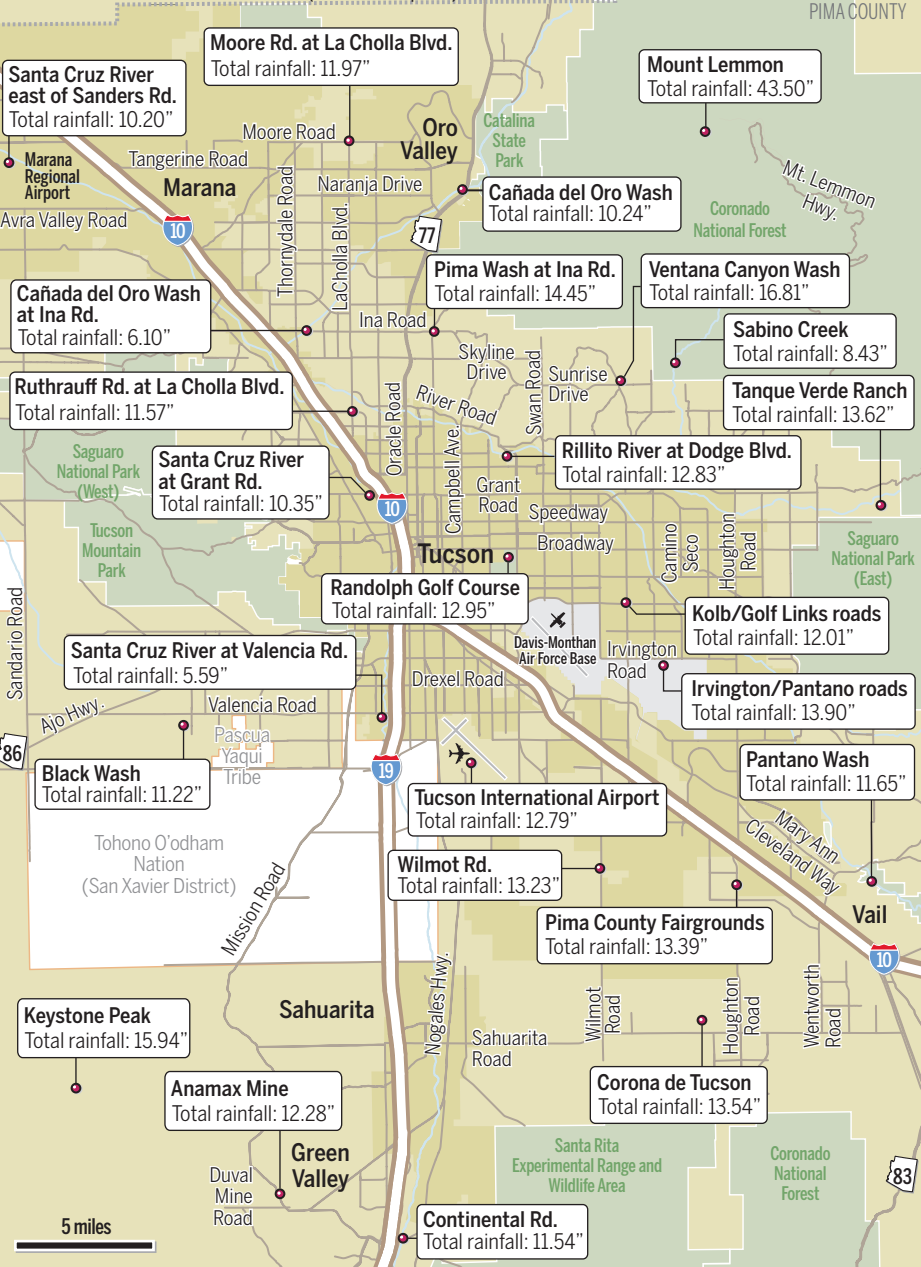 PIMA COUNTY
Moore Rd. at La Cholla Blvd.
Total rainfall: 11.97”
Santa Cruz River
east of Sanders Rd.
Total rainfall: 10.20”
Mount Lemmon
Total rainfall: 43.50”
Moore Road
Oro
Valley
Catalina
State
Park
Marana
Regional
Airport
Tangerine Road
Marana
Naranja Drive
Mt. Lemmon
Hwy.
Cañada del Oro Wash
Total rainfall: 10.24”
Avra Valley Road
10
Thornydale Road
LaCholla Blvd.
77
Coronado
National Forest
Pima Wash at Ina Rd.
Total rainfall: 14.45”
Ventana Canyon Wash
Total rainfall: 16.81”
Cañada del Oro Wash
at Ina Rd.
Total rainfall: 6.10”
Ina Road
Sabino Creek
Total rainfall: 8.43”
Skyline
Drive
Swan Road
Sunrise
Drive
Ruthrauff Rd. at La Cholla Blvd.
Total rainfall: 11.57”
Oracle Road
River Road
Tanque Verde Ranch
Total rainfall: 13.62”
Saguaro
National Park
(West)
Santa Cruz River
at Grant Rd.
Total rainfall: 10.35”
Campbell Ave.
Rillito River at Dodge Blvd.
Total rainfall: 12.83”
Grant
Road
10
Speedway
Broadway
Camino
Seco
Houghton
Road
Tucson
Mountain
Park
Tucson
Saguaro
National Park
(East)
Randolph Golf Course
Total rainfall: 12.95”
Sandario Road
Kolb/Golf Links roads
Total rainfall: 12.01”
Davis-Monthan
Air Force Base
Irvington
Road
Santa Cruz River at Valencia Rd.
Total rainfall: 5.59”
Drexel Road
Irvington/Pantano roads
Total rainfall: 13.90”
Ajo Hwy.
Valencia Road
86
Pascua
Yaqui
Tribe
19
Black Wash
Total rainfall: 11.22”
Pantano Wash
Total rainfall: 11.65”
Tucson International Airport
Total rainfall: 12.79”
Mary Ann
Cleveland Way
Tohono O’odham
Nation
(San Xavier District)
Mission Road
Wilmot Rd.
Total rainfall: 13.23”
Pima County Fairgrounds
Total rainfall: 13.39”
Vail
10
Nogales Hwy.
Wilmot
Road
Houghton
Road
Wentworth
Road
Keystone Peak
Total rainfall: 15.94”
Sahuarita
Sahuarita
Road
Anamax Mine
Total rainfall: 12.28”
Corona de Tucson
Total rainfall: 13.54”
Green
Valley
Duval
Mine
Road
Santa Rita
Experimental Range and
Wildlife Area
Coronado
National
Forest
83
5 miles
Continental Rd.
Total rainfall: 11.54”